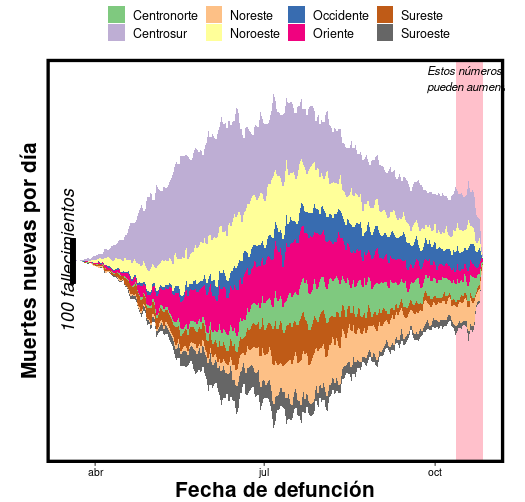 Centronorte Noreste Occidente Sureste
Centrosur Noroeste Oriente Suroeste
Estos números
pueden aumen
Muertes nuevas por día
100 fallecimientos
abr jul oct
Fecha de defunción